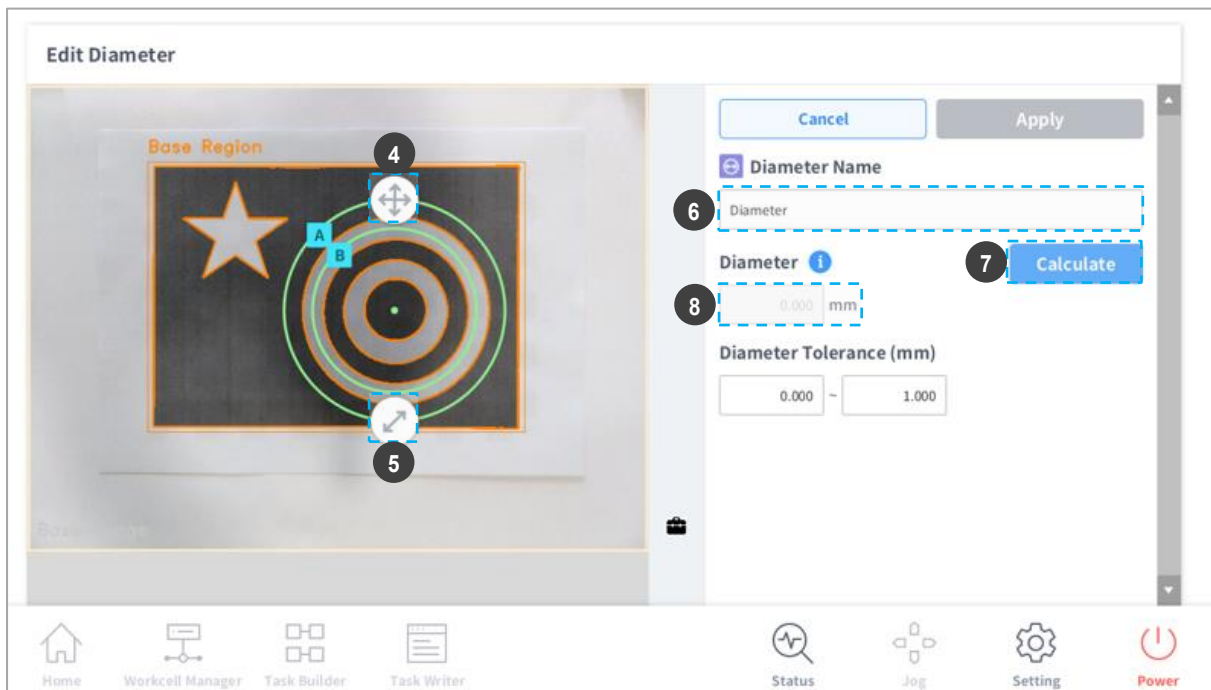 Edit Diameter
Cancel
Apply
Base Region
4
Diameter Name
A
B
6
Diameter
Diameter i
7
Calculate
8
0.000 mm
Diameter Tolerance (mm)
0.000 ~ 1.000
5
Home
Workcell Manager
Task Builder
Task Writer
Status
Jog
Setting
Power